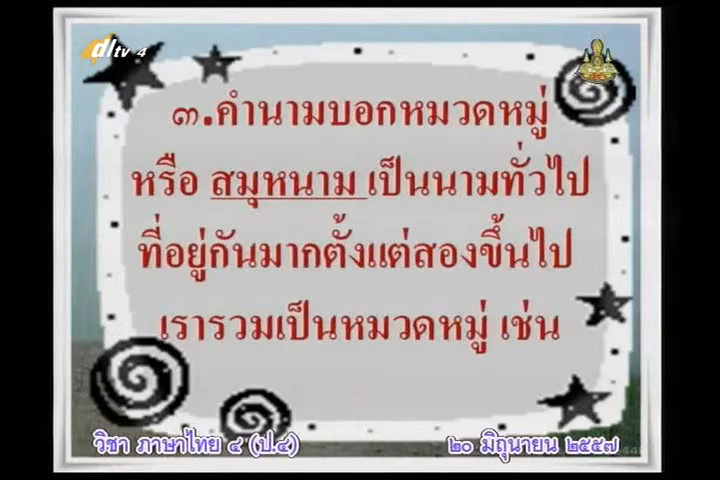 dltv 4
๓.คำนามบอกหมวดหมู่
หรือ สมุหนาม เป็นนามทั่วไป
ที่อยู่กันมากตั้งแต่สองขึ้นไป
เรารวมเป็นหมวดหมู่ เช่น
วิชา ภาษาไทย ๔ (ป.๔)
๒๐ มิถุนายน ๒๕๕๗